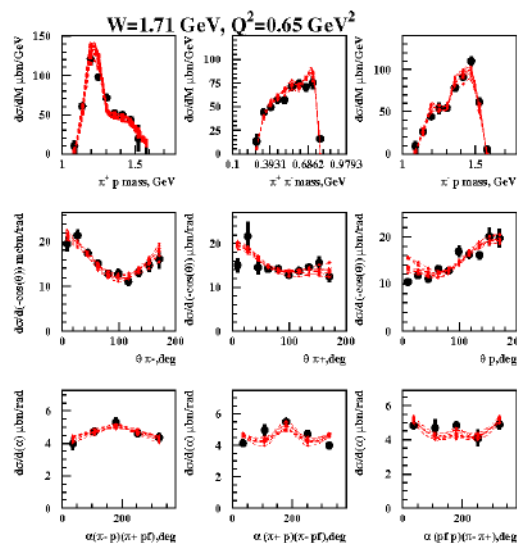 W=1.71 GeV, Q²=0.65 GeV²
dσ/dM μbn/GeV
150
100
50
0
1
1.5
π⁺ p mass, GeV
dσ/dM μbn/GeV
100
75
50
25
0
0.1
0.3931
0.6862
0.9793
π⁺ π⁻ mass, GeV
dσ/dM μbn/GeV
100
50
0
1
1.5
π⁻ p mass, GeV
dσ/d(-cos(θ)) mcbn/rad
20
10
0
0
100
200
θ π-,deg
dσ/d(-cos(θ)) μbn/rad
20
10
0
0
100
200
θ π+,deg
dσ/d(-cos(θ)) μbn/rad
20
10
0
0
100
200
θ p,deg
dσ/d(α) μbn/rad
6
4
2
0
0
200
α(π- p)(π+ pf),deg
dσ/d(α) μbn/rad
6
4
2
0
0
200
α (π+ p)(π- pf),deg
dσ/d(α) μbn/rad
6
4
2
0
0
200
α (pf p)(π- π+),deg